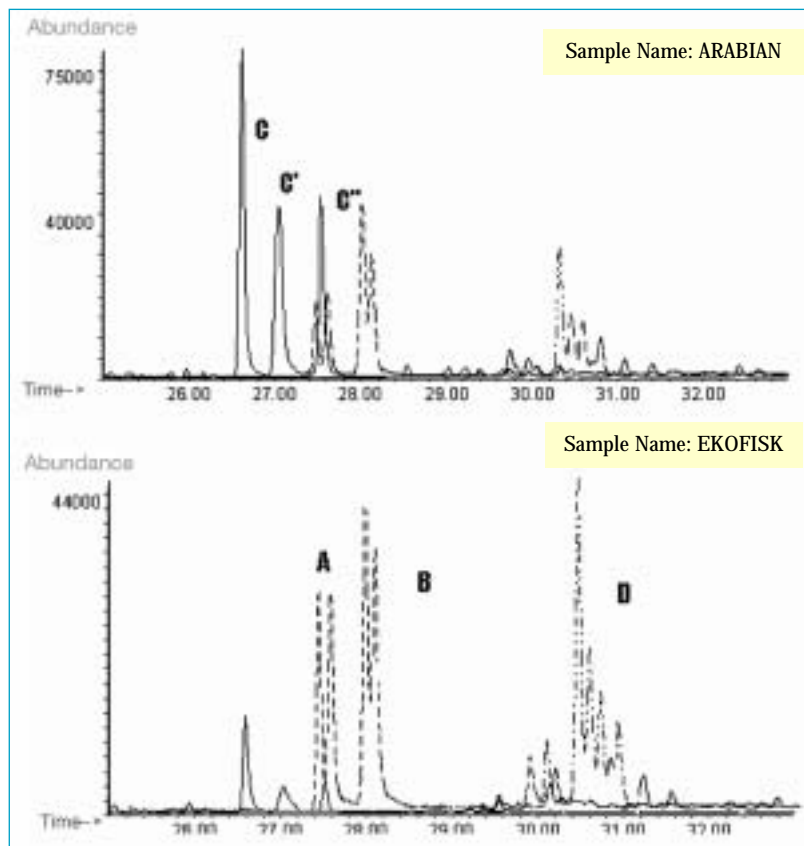 Abundance
Sample Name: ARABIAN
75000
C
C'
C"
40000
Time-->
26.00 27.00 28.00 29.00 30.00 31.00 32.00
Sample Name: EKOFISK
Abundance
44000
A
B
D
Time-->
26.00 27.00 28.00 29.00 30.00 31.00 32.00